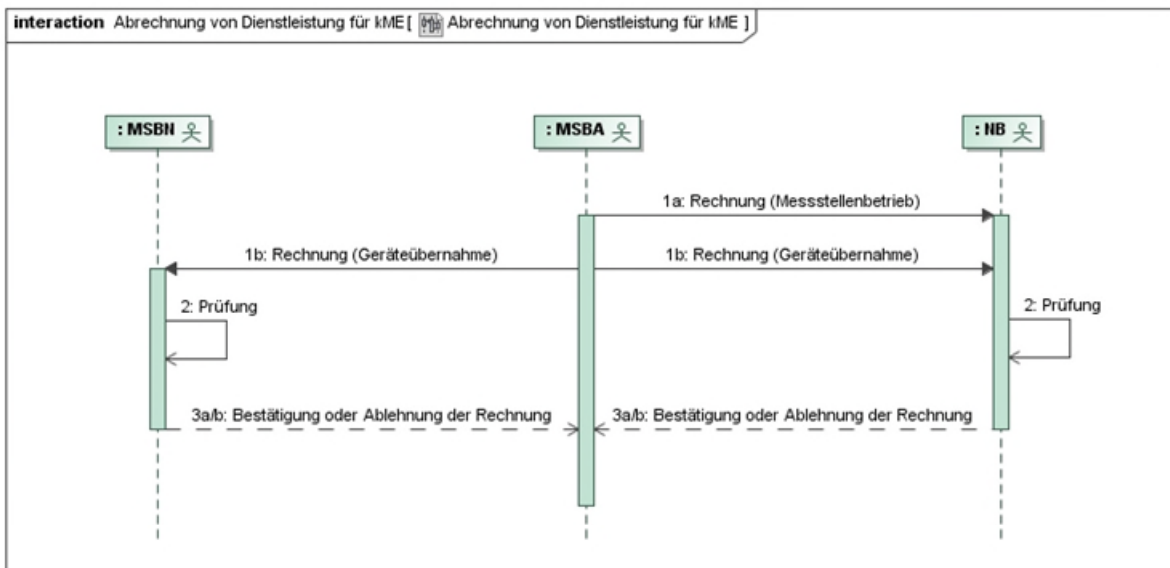 interaction Abrechnung von Dienstleistung für kME [ Abrechnung von Dienstleistung für kME ]
: MSBN
: MSBA
: NB
1a: Rechnung (Messstellenbetrieb)
1b: Rechnung (Geräteübernahme)
1b: Rechnung (Geräteübernahme)
2: Prüfung
2: Prüfung
3a/b: Bestätigung oder Ablehnung der Rechnung
3a/b: Bestätigung oder Ablehnung der Rechnung